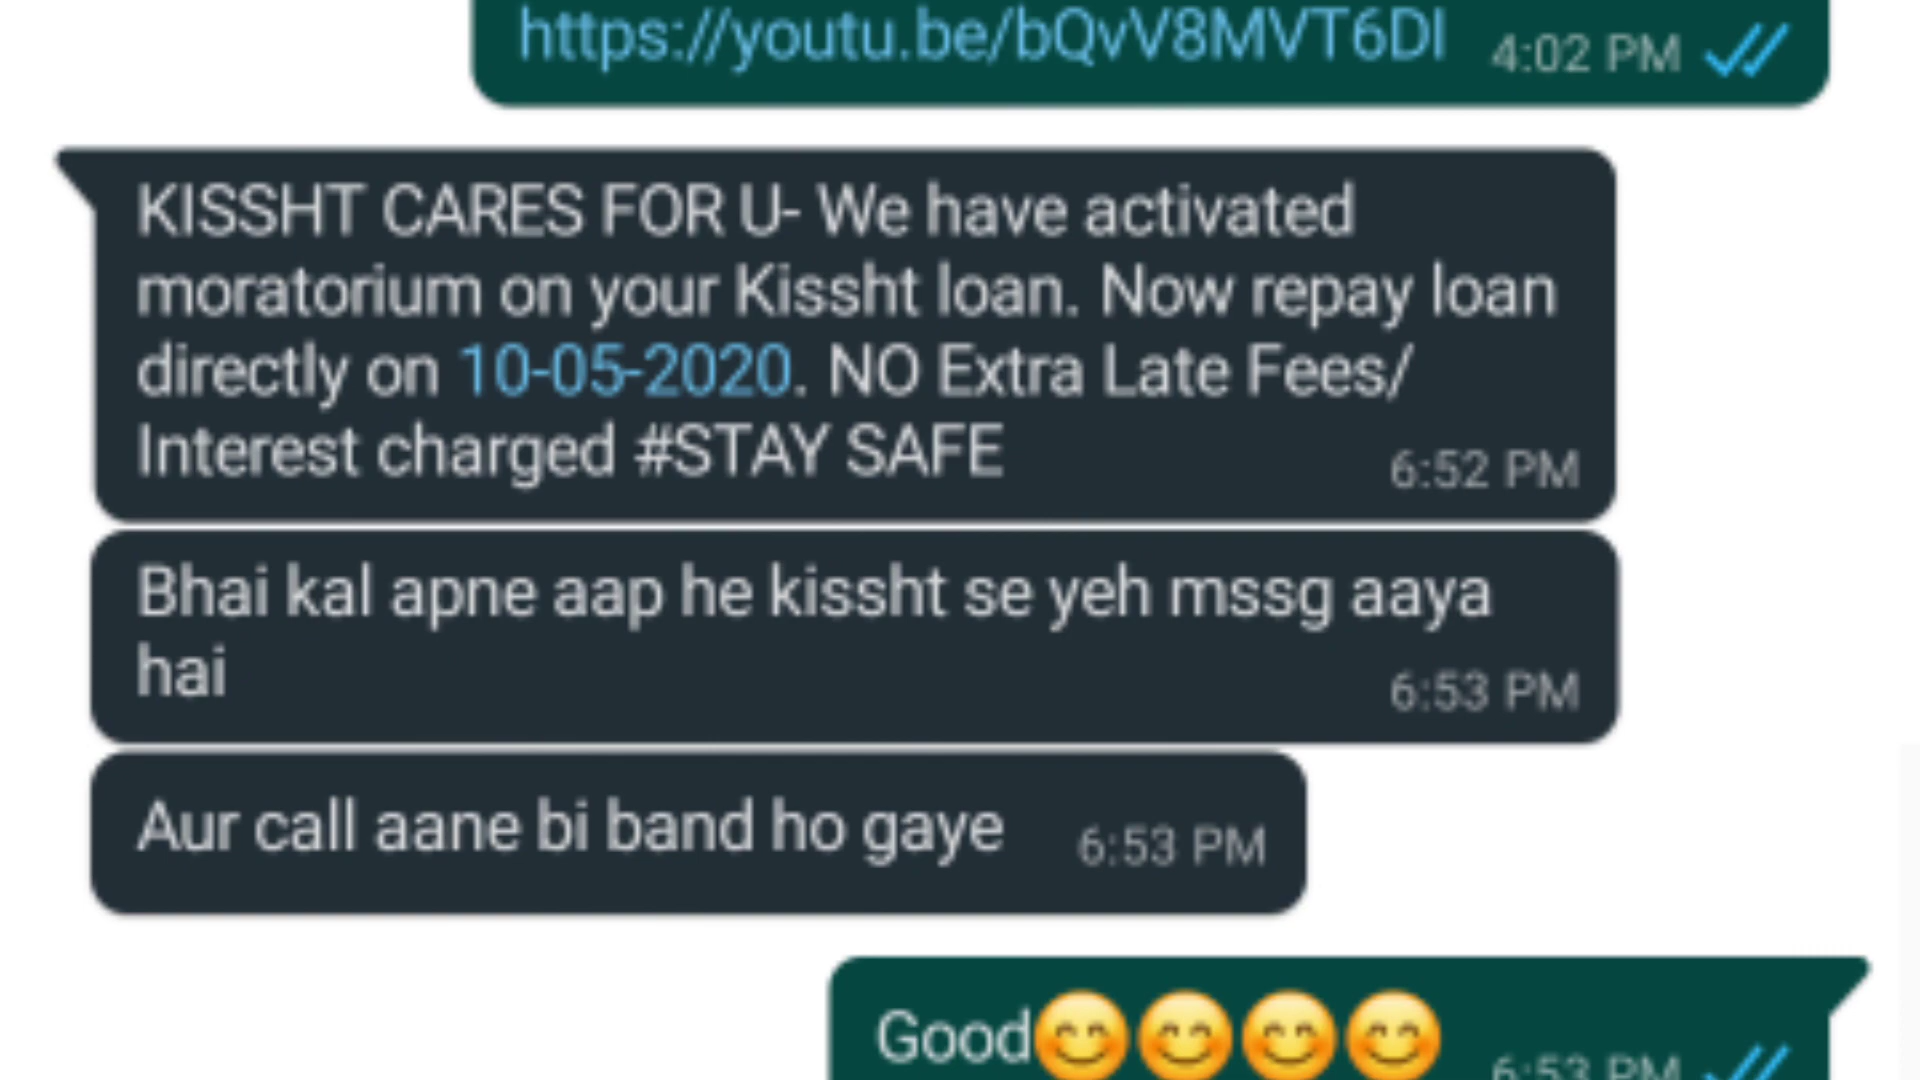 https://youtu.be/bQvV8MVT6DI 4:02 PM
KISSHT CARES FOR U- We have activated
moratorium on your Kissht loan. Now repay loan
directly on 10-05-2020. NO Extra Late Fees/
Interest charged #STAY SAFE 6:52 PM
Bhai kal apne aap he kissht se yeh mssg aaya
hai 6:53 PM
Aur call aane bi band ho gaye 6:53 PM
Good😊😊😊😊 6:53 PM